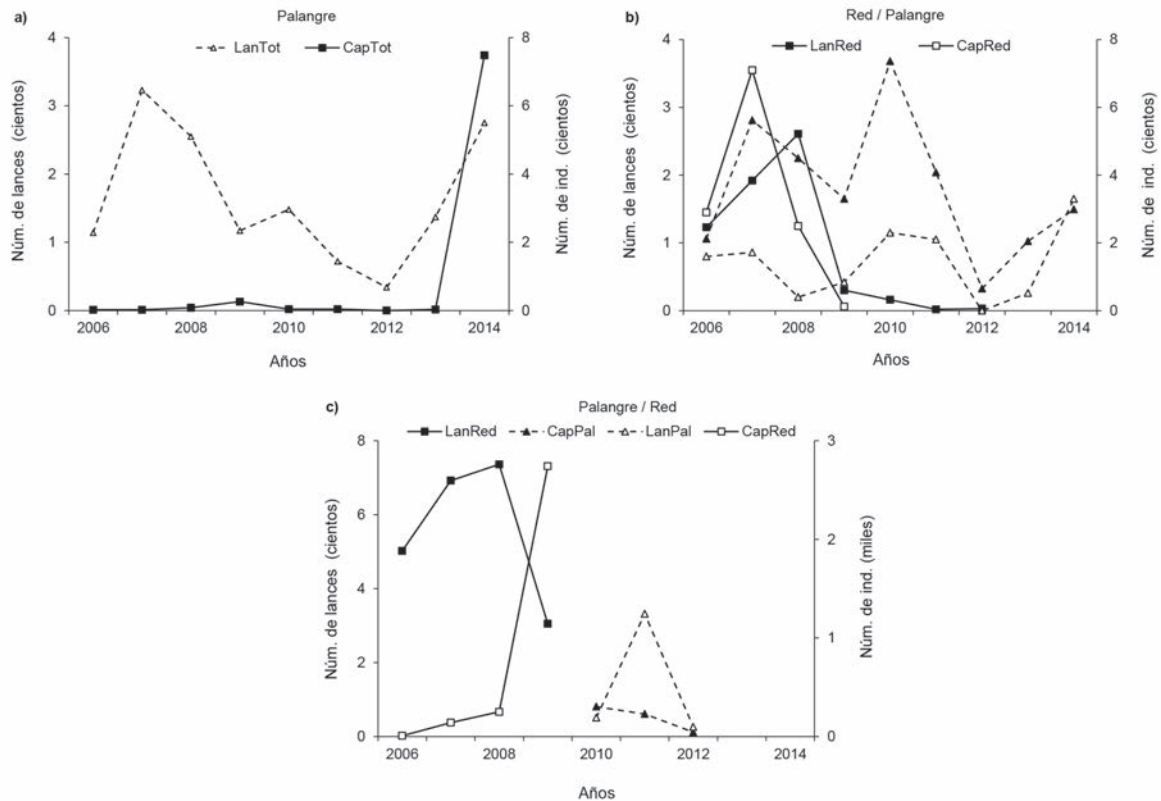 a)
Palangre
LanTot
CapTot
Núm. de lances (cientos)
4
3
2
1
0
8
6
4
2
0
Núm. de ind. (cientos)
2006
2008
2010
2012
2014
Años
b)
Red / Palangre
LanRed
CapRed
Núm. de lances (cientos)
4
3
2
1
0
8
6
4
2
0
Núm. de ind. (cientos)
2006
2008
2010
2012
2014
Años
c)
Palangre / Red
LanRed
CapPal
LanPal
CapRed
Núm. de lances (cientos)
8
6
4
2
0
3
2
1
0
Núm. de ind. (miles)
2006
2008
2010
2012
2014
Años